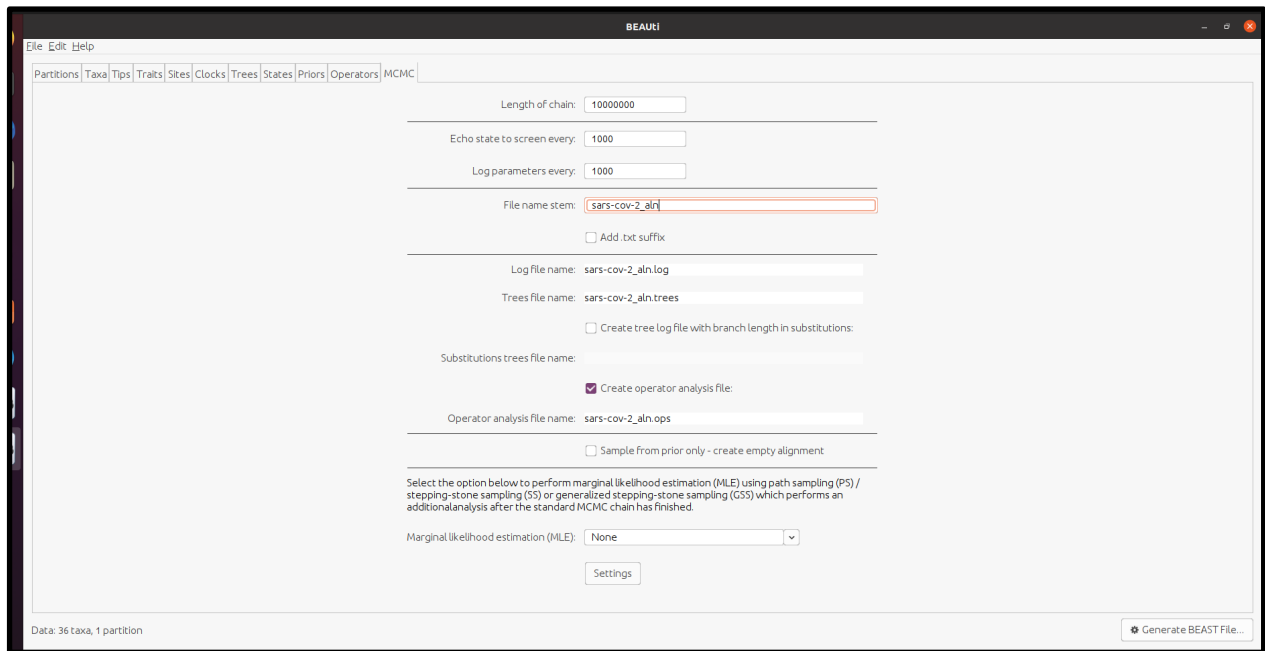 BEAUti
File Edit Help
Partitions Taxa Tips Traits Sites Clocks Trees States Priors Operators MCMC
Length of chain: 10000000
Echo state to screen every: 1000
Log parameters every: 1000
File name stem: sars-cov-2_aln
Add .txt suffix
Log file name: sars-cov-2_aln.log
Trees file name: sars-cov-2_aln.trees
Create tree log file with branch length in substitutions:
Substitutions trees file name:
Create operator analysis file:
Operator analysis file name: sars-cov-2_aln.ops
Sample from prior only - create empty alignment
Select the option below to perform marginal likelihood estimation (MLE) using path sampling (PS) /
stepping-stone sampling (SS) or generalized stepping-stone sampling (GSS) which performs an
additionalanalysis after the standard MCMC chain has finished.
Marginal likelihood estimation (MLE): None
Settings
Data: 36 taxa, 1 partition
Generate BEAST File...